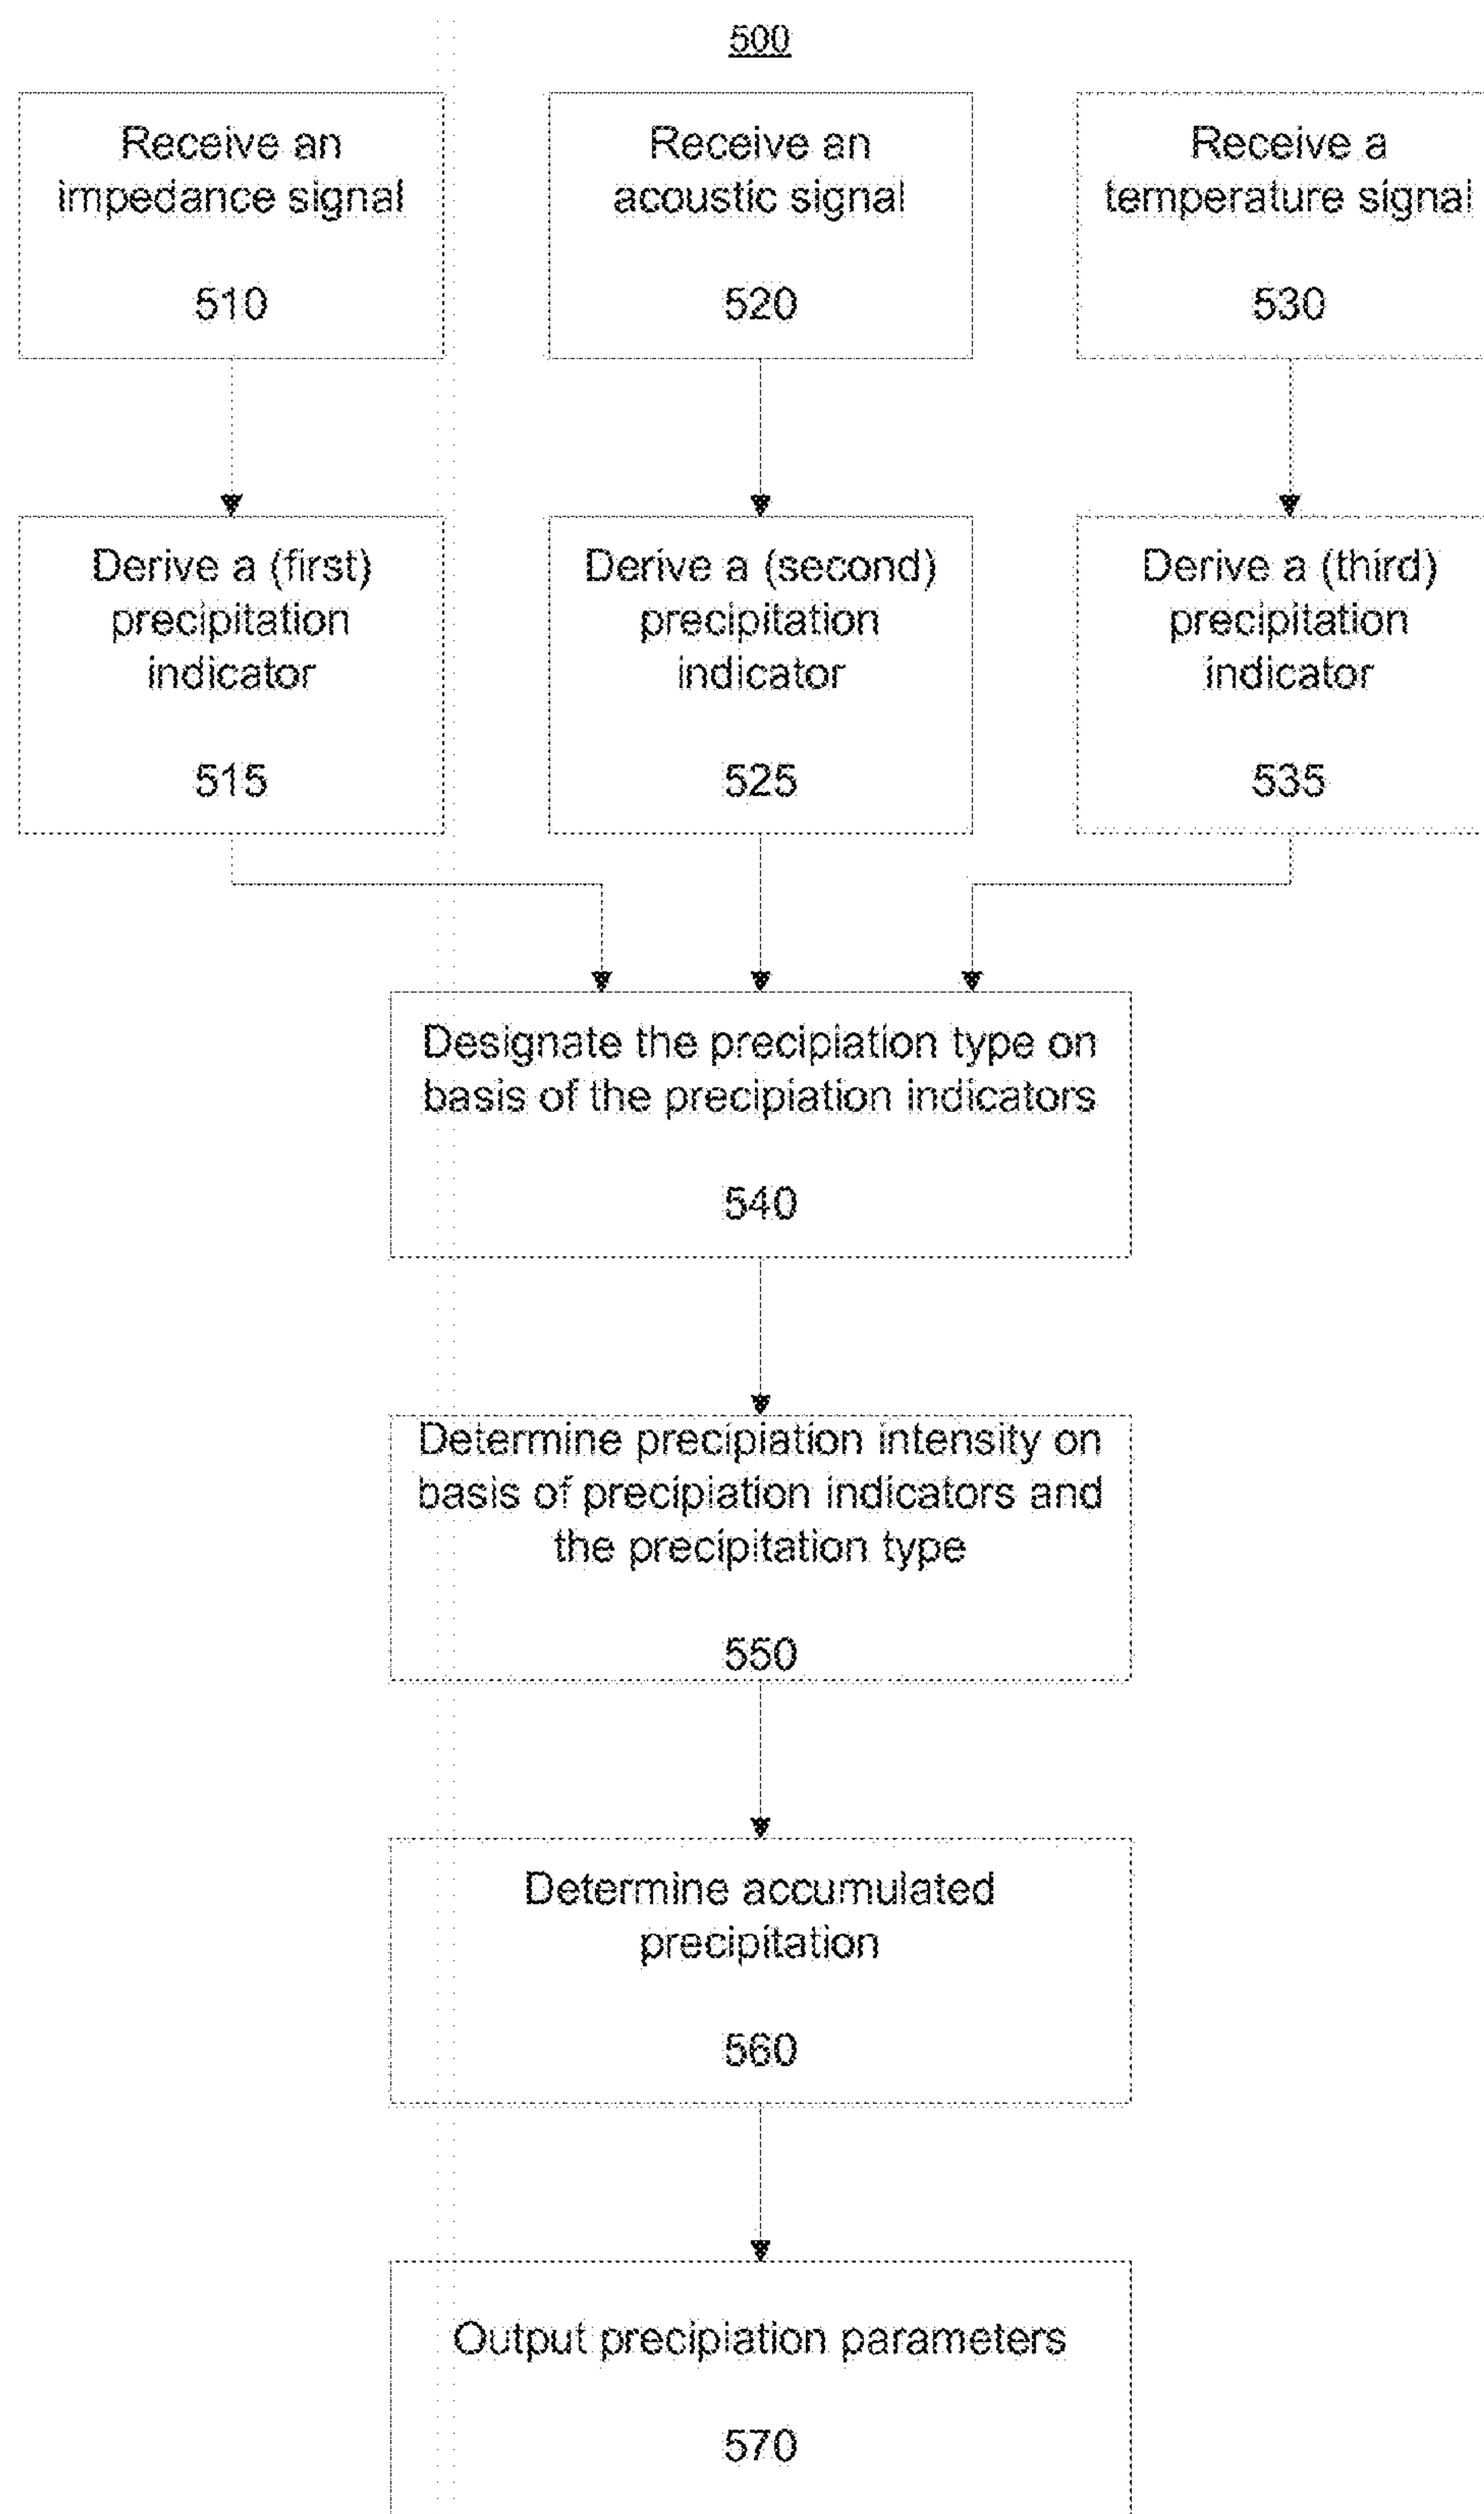 500
Receive an
impedance signal
510
Receive an
acoustic signal
520
Receive a
temperature signal
530
Derive a (first)
precipitation
indicator
515
Derive a (second)
precipitation
indicator
525
Derive a (third)
precipitation
indicator
535
Designate the precipiation type on
basis of the precipiation indicators
540
Determine precipiation intensity on
basis of precipiation indicators and
the precipitation type
550
Determine accumulated
precipitation
560
Output precipiation parameters
570